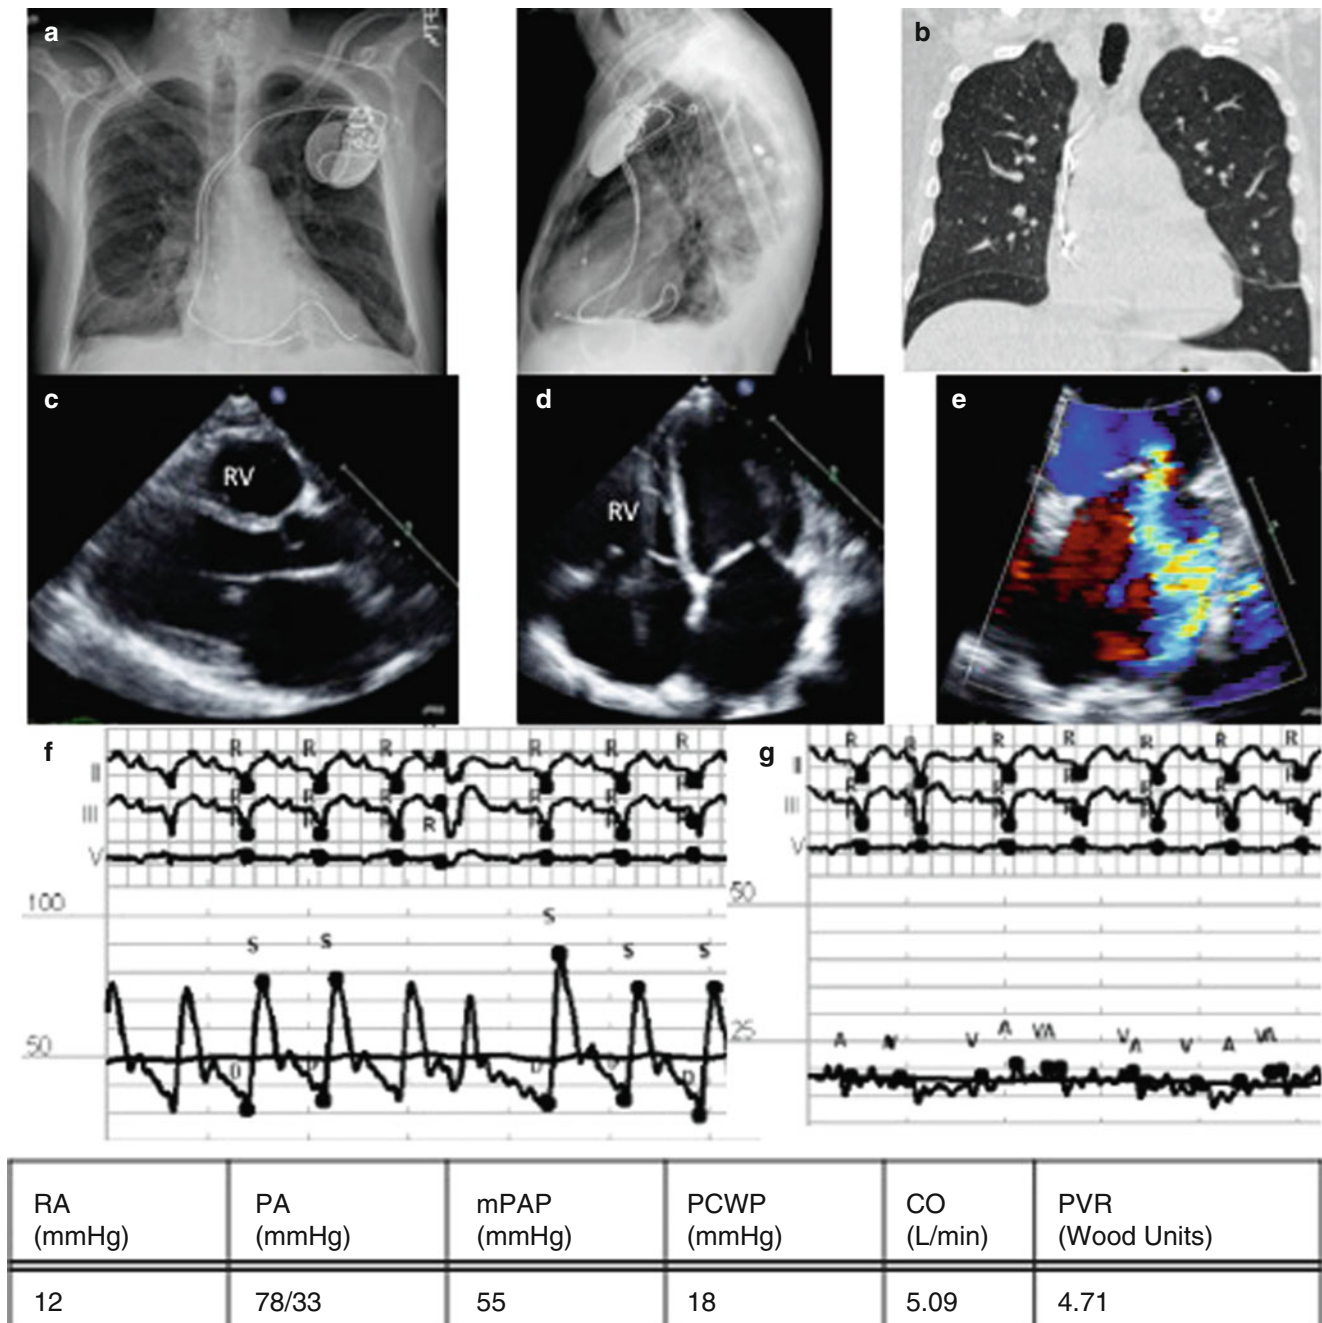 a
b
c
RV
d
RV
e
f
R R R R R R
II
R R R R R
III
R
V
100
S S S S S
50
D D D D D
g
R R R R R R R
II
R R R R R
III
V
50
25
A V A VA V A V A VA
RA
(mmHg)
PA
(mmHg)
mPAP
(mmHg)
PCWP
(mmHg)
CO
(L/min)
PVR
(Wood Units)
12
78/33
55
18
5.09
4.71